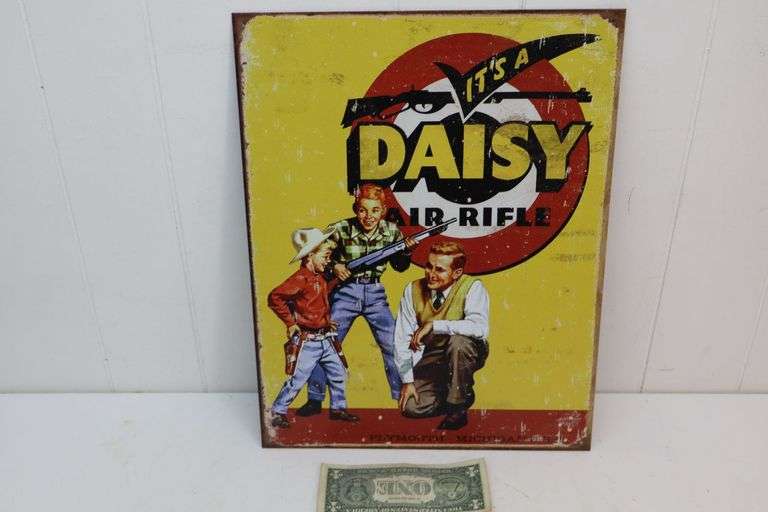 IT'S A
DAISY
AIR RIFLE
PLYMOUTH MICHIGAN
ONE